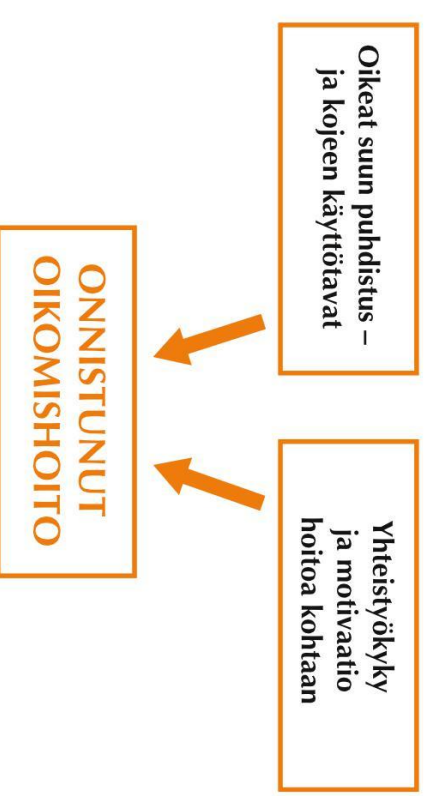 Oikeat suun puhdistus –
ja kojeen käyttötavat
Yhteistyökyky
ja motivaatio
hoitoa kohtaan
ONNISTUNUT
OIKOMISHOITO